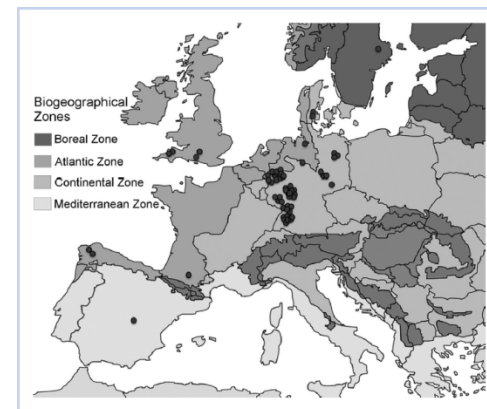 Biogeographical
Zones
Boreal Zone
Atlantic Zone
Continental Zone
Mediterranean Zone